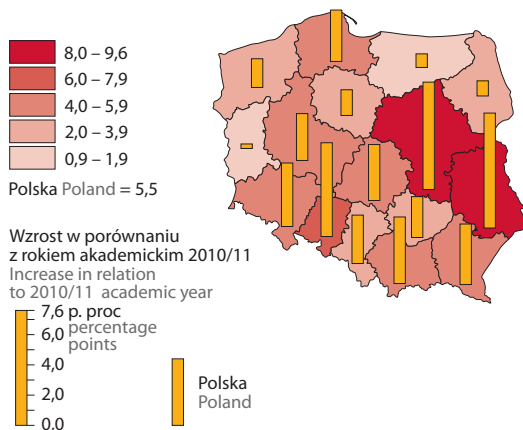 8,0 – 9,6
6,0 – 7,9
4,0 – 5,9
2,0 – 3,9
0,9 – 1,9
Polska Poland = 5,5
Wzrost w porównaniu
z rokiem akademickim 2010/11
Increase in relation
to 2010/11 academic year
7,6 p. proc
percentage
6,0
points
4,0
2,0
0,0
Polska
Poland